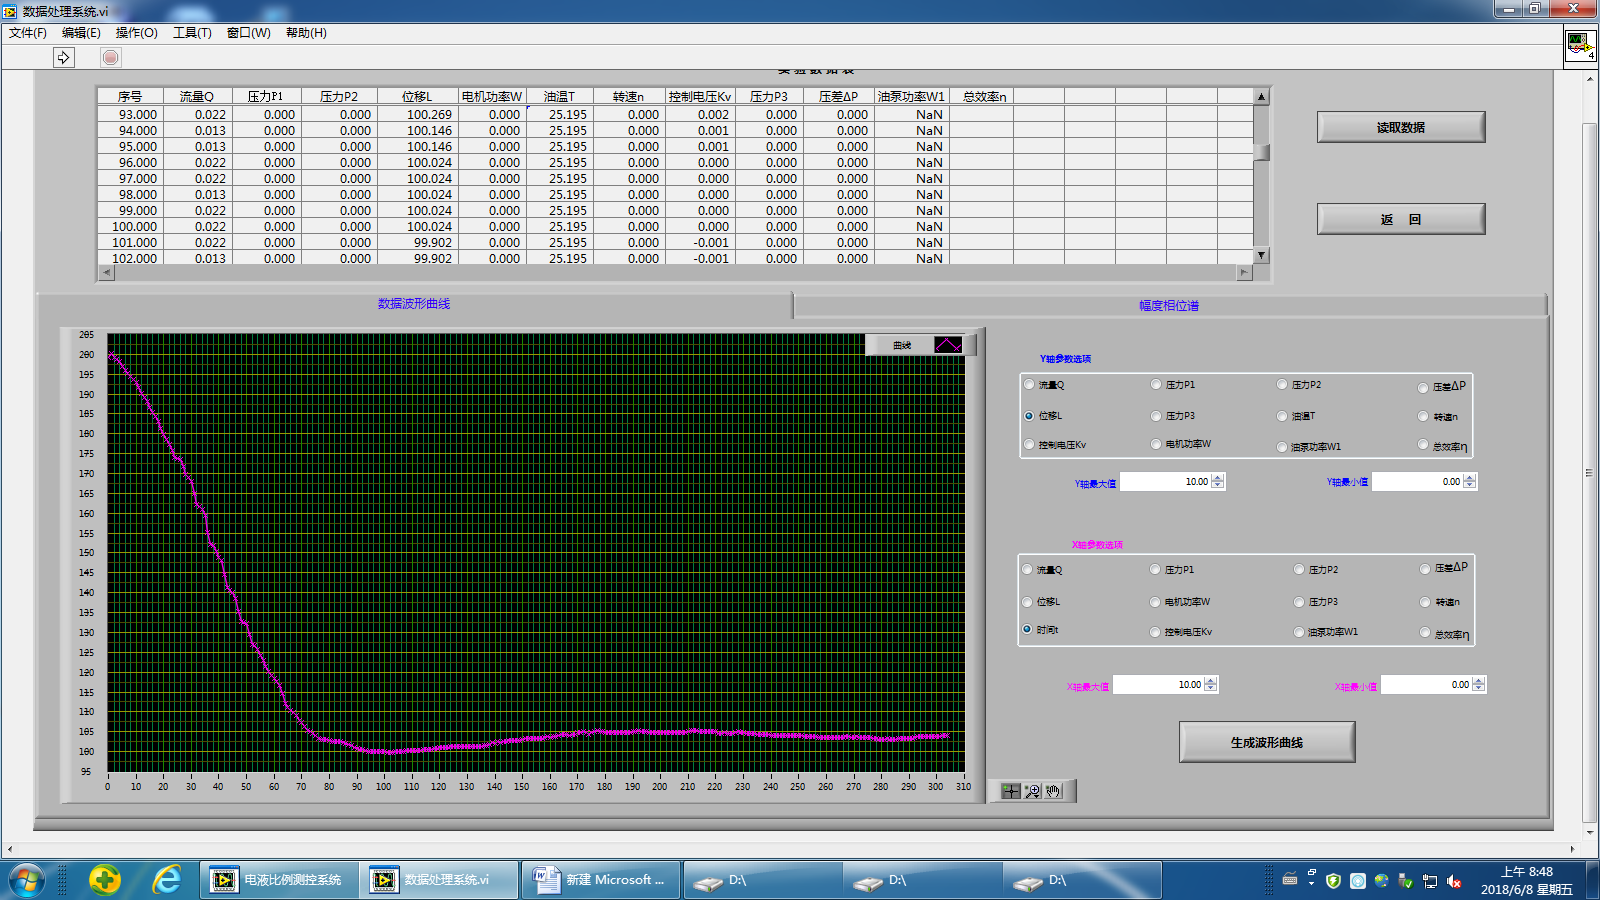 数据处理系统.vi
文件(F) 编辑(E) 操作(O) 工具(T) 窗口(W) 帮助(H)
4
实验数据表
序号 流量Q 压力P1 压力P2 位移L 电机功率W 油温T 转速n 控制电压Kv 压力P3 压差ΔP 油泵功率W1 总效率η
93.000 0.022 0.000 0.000 100.269 0.000 25.195 0.000 0.002 0.000 0.000 NaN
94.000 0.013 0.000 0.000 100.146 0.000 25.195 0.000 0.001 0.000 0.000 NaN
95.000 0.013 0.000 0.000 100.146 0.000 25.195 0.000 0.001 0.000 0.000 NaN
96.000 0.022 0.000 0.000 100.024 0.000 25.195 0.000 0.000 0.000 0.000 NaN
97.000 0.022 0.000 0.000 100.024 0.000 25.195 0.000 0.000 0.000 0.000 NaN
98.000 0.013 0.000 0.000 100.024 0.000 25.195 0.000 0.000 0.000 0.000 NaN
99.000 0.022 0.000 0.000 100.024 0.000 25.195 0.000 0.000 0.000 0.000 NaN
100.000 0.022 0.000 0.000 100.024 0.000 25.195 0.000 0.000 0.000 0.000 NaN
101.000 0.022 0.000 0.000 99.902 0.000 25.195 0.000 -0.001 0.000 0.000 NaN
102.000 0.013 0.000 0.000 99.902 0.000 25.195 0.000 -0.001 0.000 0.000 NaN
读取数据
返 回
数据波形曲线
幅度相位谱
曲线
205
200
195
190
185
180
175
170
165
160
155
150
145
140
135
130
125
120
115
110
105
100
95
0 10 20 30 40 50 60 70 80 90 100 110 120 130 140 150 160 170 180 190 200 210 220 230 240 250 260 270 280 290 300 310
Y轴参数选项
流量Q 压力P1 压力P2 压差ΔP
位移L 压力P3 油温T 转速n
控制电压Kv 电机功率W 油泵功率W1 总效率η
Y轴最大值 10.00 Y轴最小值 0.00
X轴参数选项
流量Q 压力P1 压力P2 压差ΔP
位移L 电机功率W 压力P3 转速n
时间t 控制电压Kv 油泵功率W1 总效率η
X轴最大值 10.00 X轴最小值 0.00
生成波形曲线
电液比例测控系统 数据处理系统.vi 新建 Microsoft ... D:\ D:\ D:\
上午 8:48
2018/6/8 星期五